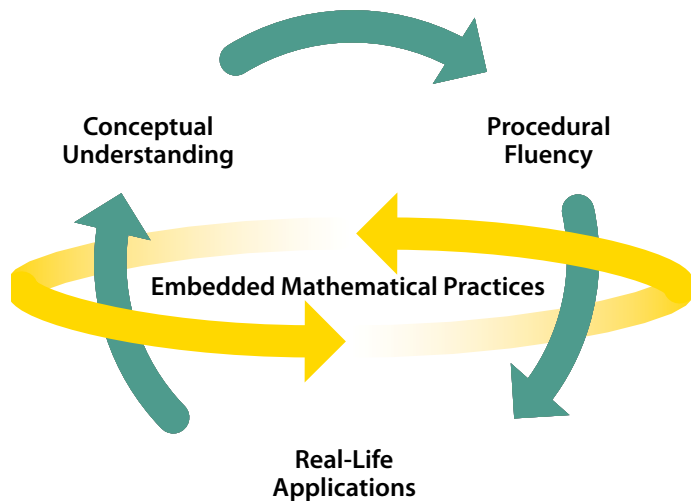 Conceptual
Understanding
Procedural
Fluency
Embedded Mathematical Practices
Real-Life
Applications